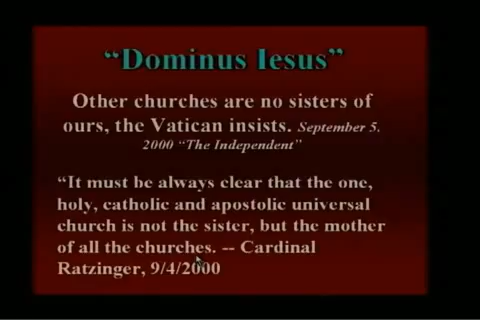 “Dominus Iesus”
Other churches are no sisters of
ours, the Vatican insists. September 5,
2000 “The Independent”
“It must be always clear that the one,
holy, catholic and apostolic universal
church is not the sister, but the mother
of all the churches. -- Cardinal
Ratzinger, 9/4/2000